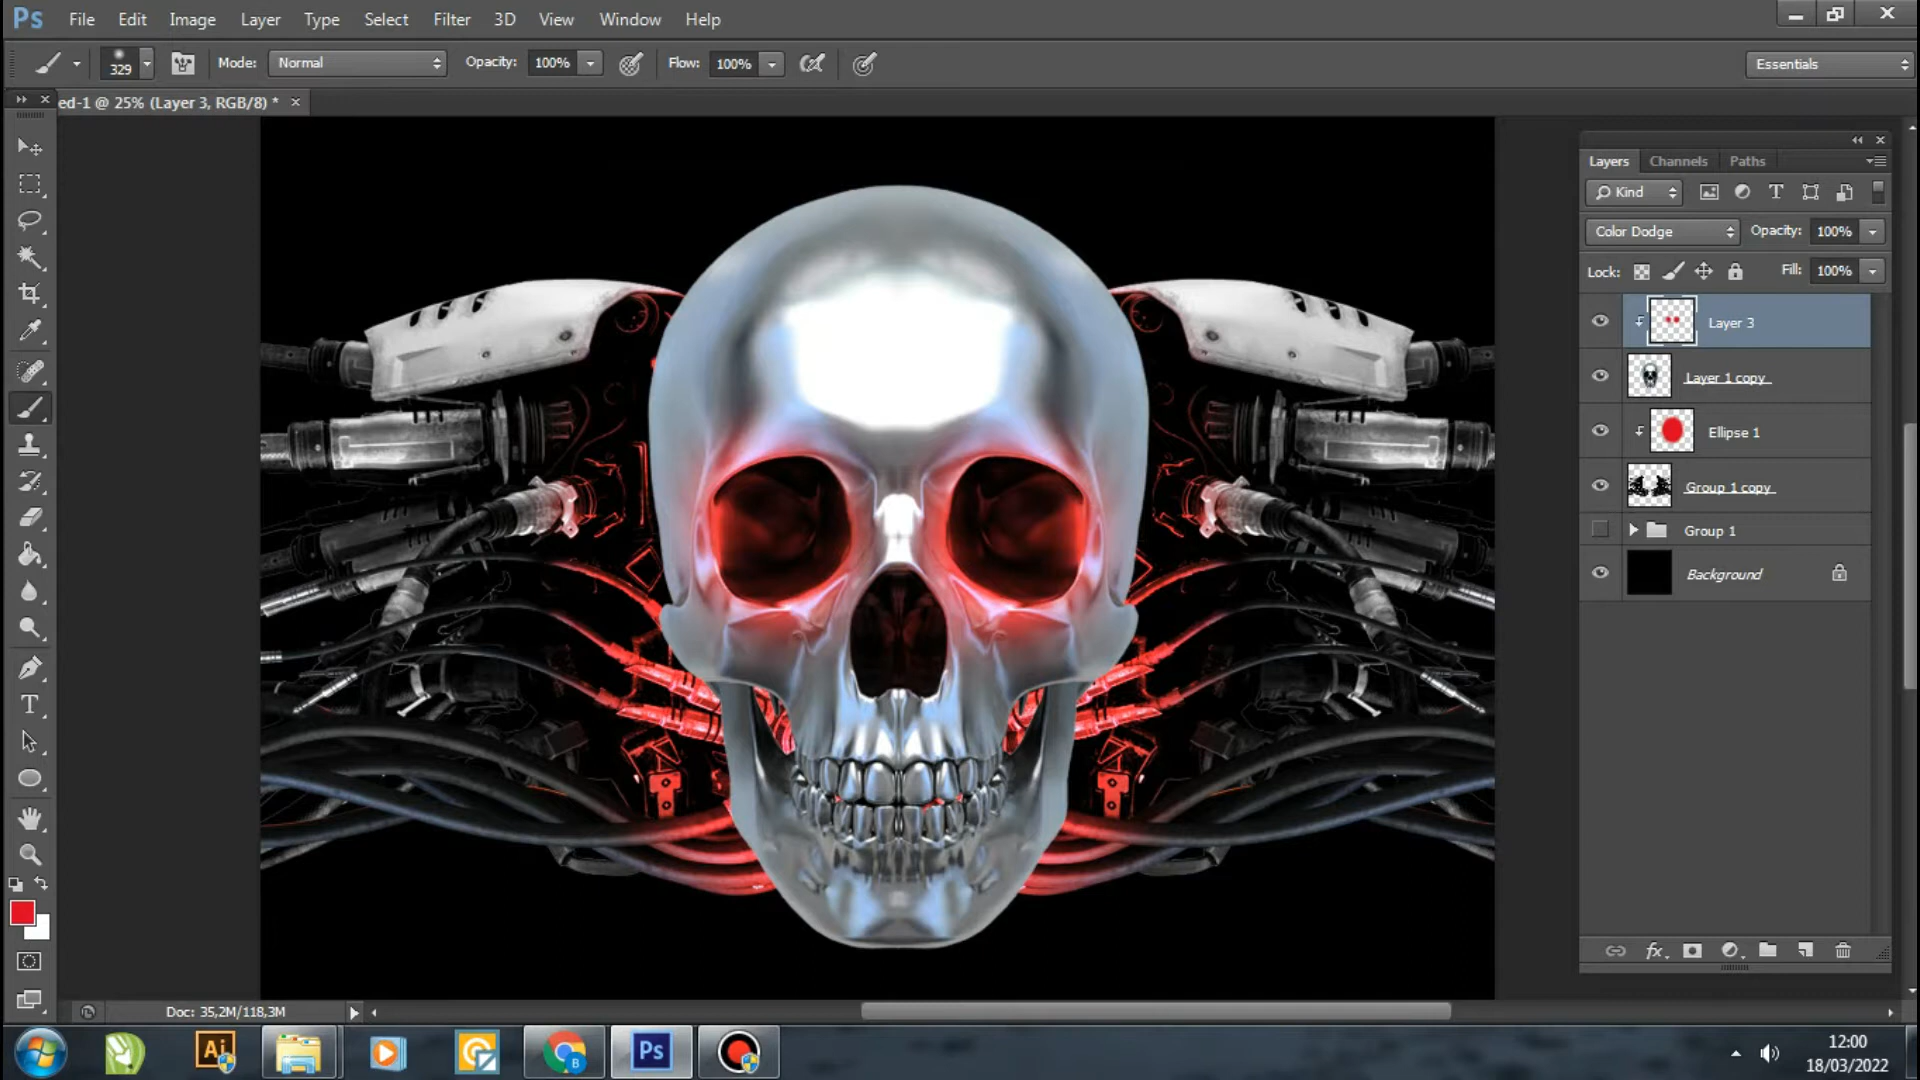 Ps File Edit Image Layer Type Select Filter 3D View Window Help
329 Mode: Normal Opacity: 100% Flow: 100% Essentials
ed-1 @ 25% (Layer 3, RGB/8) *
Layers Channels Paths
Kind
Color Dodge Opacity: 100%
Lock: Fill: 100%
Layer 3
Layer 1 copy
Ellipse 1
Group 1 copy
Group 1
Background
fx
Doc: 35,2M/118,3M
Ai B Ps
12:00
18/03/2022